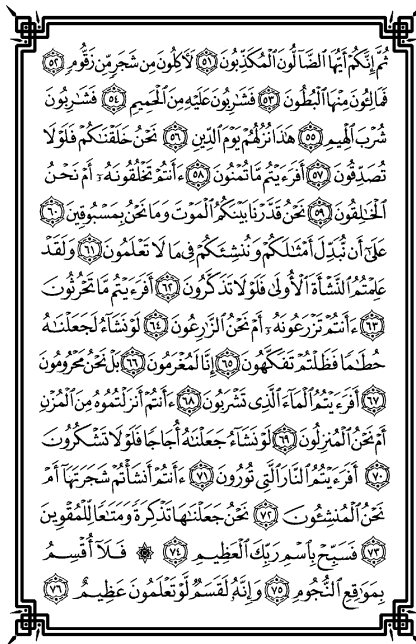 ثُمَّ إِنَّكُمْ أَيُّهَا ٱلضَّآلُّونَ ٱلْمُكَذِّبُونَ ٥١ لَأٓكِلُونَ مِن شَجَرٍ مِّن زَقُّومٍ ٥٢
فَمَالِـُٔونَ مِنْهَا ٱلْبُطُونَ ٥٣ فَشَٰرِبُونَ عَلَيْهِ مِنَ ٱلْحَمِيمِ ٥٤ فَشَٰرِبُونَ
شُرْبَ ٱلْهِيمِ ٥٥ هَٰذَا نُزُلُهُمْ يَوْمَ ٱلدِّينِ ٥٦ نَحْنُ خَلَقْنَٰكُمْ فَلَوْلَا
تُصَدِّقُونَ ٥٧ أَفَرَءَيْتُم مَّا تُمْنُونَ ٥٨ ءَأَنتُمْ تَخْلُقُونَهُۥٓ أَمْ نَحْنُ
ٱلْخَٰلِقُونَ ٥٩ نَحْنُ قَدَّرْنَا بَيْنَكُمُ ٱلْمَوْتَ وَمَا نَحْنُ بِمَسْبُوقِينَ ٦٠
عَلَىٰٓ أَن نُّبَدِّلَ أَمْثَٰلَكُمْ وَنُنشِئَكُمْ فِى مَا لَا تَعْلَمُونَ ٦١ وَلَقَدْ
عَلِمْتُمُ ٱلنَّشْأَةَ ٱلْأُولَىٰ فَلَوْلَا تَذَكَّرُونَ ٦٢ أَفَرَءَيْتُم مَّا تَحْرُثُونَ
٦٣ ءَأَنتُمْ تَزْرَعُونَهُۥٓ أَمْ نَحْنُ ٱلزَّٰرِعُونَ ٦٤ لَوْ نَشَآءُ لَجَعَلْنَٰهُ
حُطَٰمًا فَظَلْتُمْ تَفَكَّهُونَ ٦٥ إِنَّا لَمُغْرَمُونَ ٦٦ بَلْ نَحْنُ مَحْرُومُونَ
٦٧ أَفَرَءَيْتُمُ ٱلْمَآءَ ٱلَّذِى تَشْرَبُونَ ٦٨ ءَأَنتُمْ أَنزَلْتُمُوهُ مِنَ ٱلْمُزْنِ
أَمْ نَحْنُ ٱلْمُنزِلُونَ ٦٩ لَوْ نَشَآءُ جَعَلْنَٰهُ أُجَاجًا فَلَوْلَا تَشْكُرُونَ
٧٠ أَفَرَءَيْتُمُ ٱلنَّارَ ٱلَّتِى تُورُونَ ٧١ ءَأَنتُمْ أَنشَأْتُمْ شَجَرَتَهَآ أَمْ
نَحْنُ ٱلْمُنشِـُٔونَ ٧٢ نَحْنُ جَعَلْنَٰهَا تَذْكِرَةً وَمَتَٰعًا لِّلْمُقْوِينَ
٧٣ فَسَبِّحْ بِٱسْمِ رَبِّكَ ٱلْعَظِيمِ ٧٤ ۞ فَلَآ أُقْسِمُ
بِمَوَٰقِعِ ٱلنُّجُومِ ٧٥ وَإِنَّهُۥ لَقَسَمٌ لَّوْ تَعْلَمُونَ عَظِيمٌ ٧٦